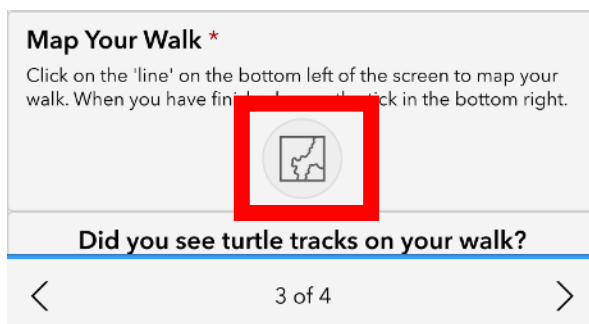 Map Your Walk *
Click on the 'line' on the bottom left of the screen to map your
walk. When you have tick in the bottom right.
Did you see turtle tracks on your walk?
3 of 4